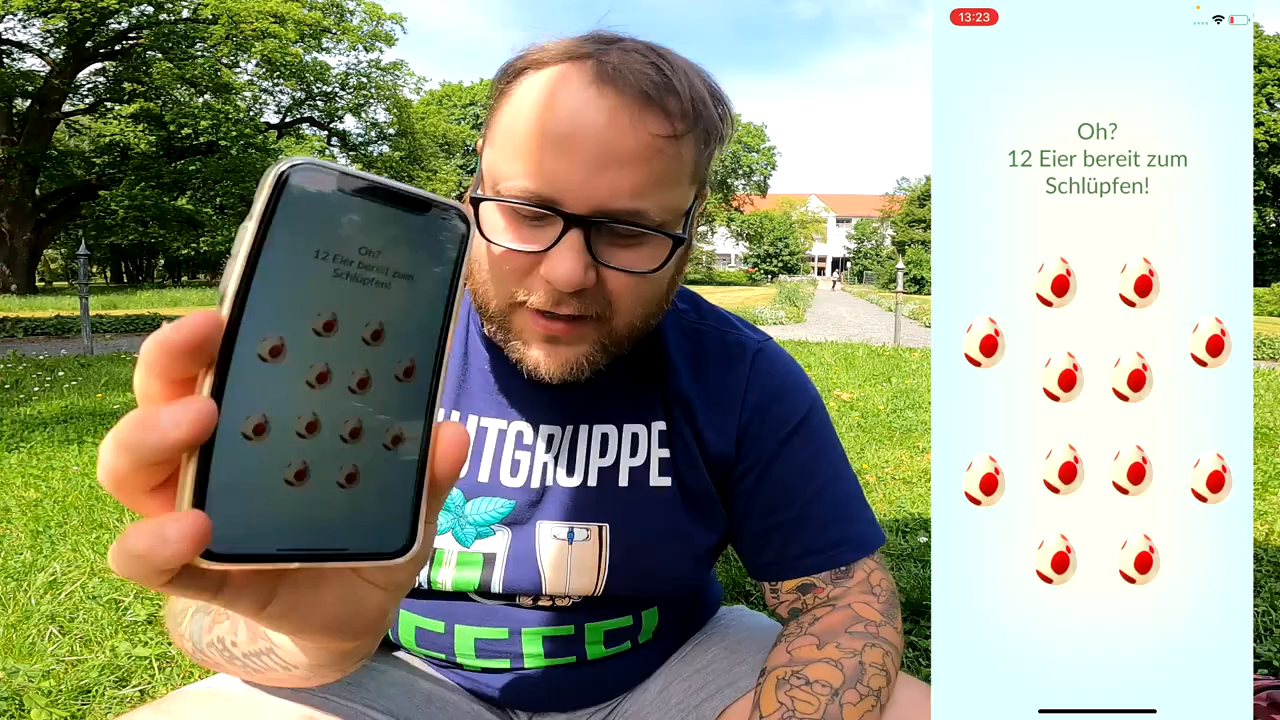 Oh?
12 Eier bereit zum
Schlüpfen!
UTGRUPPE
13:23
Oh?
12 Eier bereit zum
Schlüpfen!